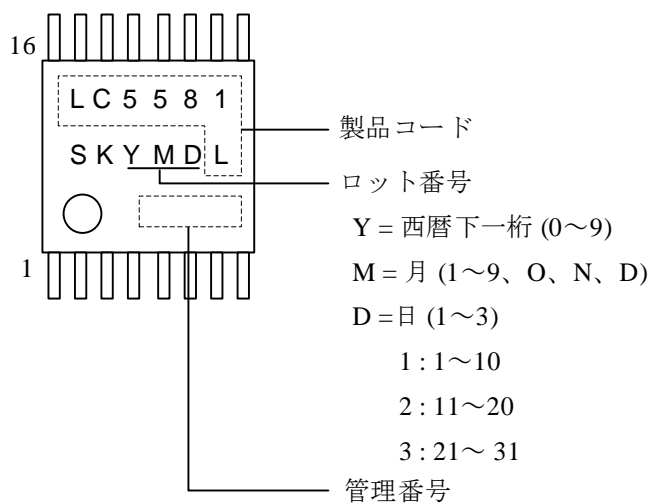 16
LC5581
SKYMDL
1
製品コード
ロット番号
Y = 西暦下一桁 (0～9)
M = 月 (1～9、O、N、D)
D =日 (1～3)
1 : 1～10
2 : 11～20
3 : 21～ 31
管理番号